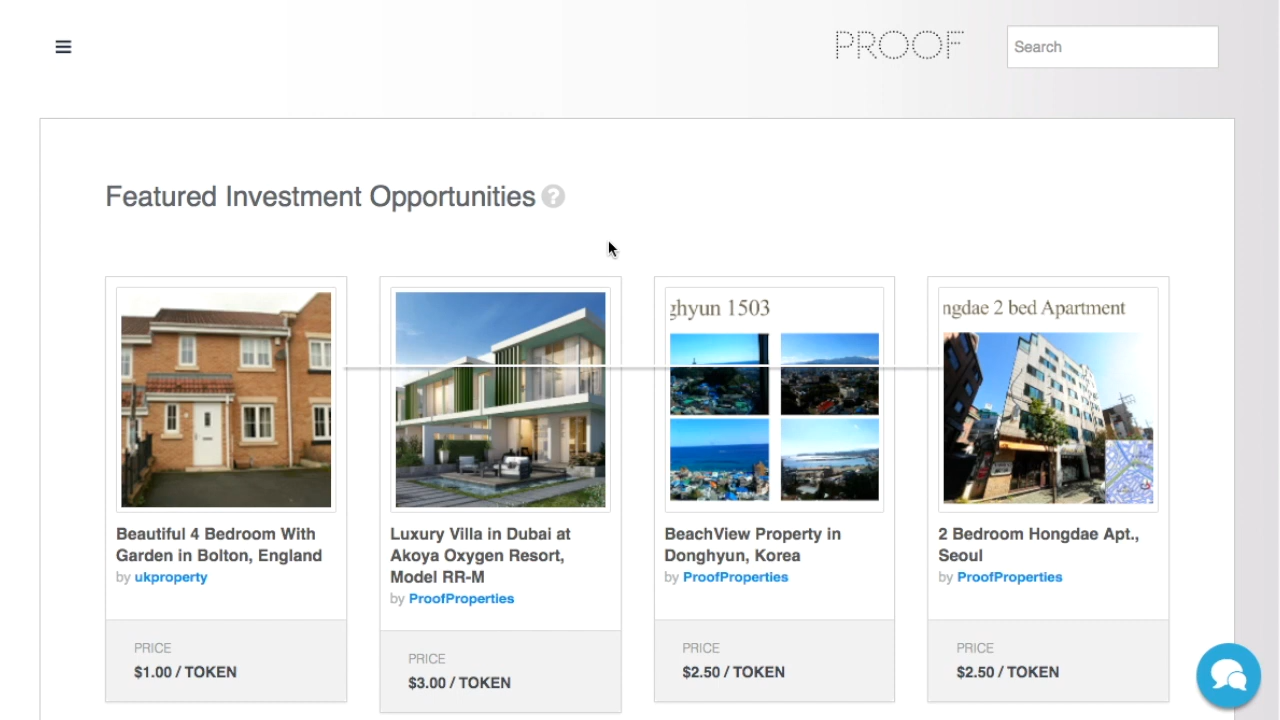 PROOF
Search
Featured Investment Opportunities ?
ghyun 1503
ngdae 2 bed Apartment
Beautiful 4 Bedroom With
Garden in Bolton, England
by ukproperty
PRICE
$1.00 / TOKEN
Luxury Villa in Dubai at
Akoya Oxygen Resort,
Model RR-M
by ProofProperties
PRICE
$3.00 / TOKEN
BeachView Property in
Donghyun, Korea
by ProofProperties
PRICE
$2.50 / TOKEN
2 Bedroom Hongdae Apt.,
Seoul
by ProofProperties
PRICE
$2.50 / TOKEN